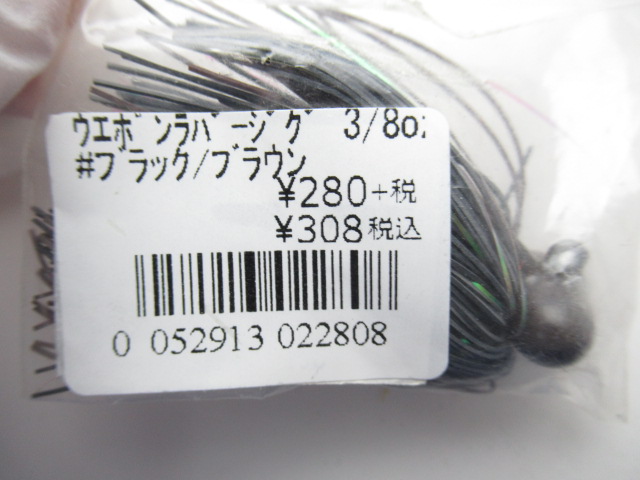 ウエポンラバージグ 3/8oz
#ブラック/ブラウン
¥280+税
¥308税込
0 052913 022808